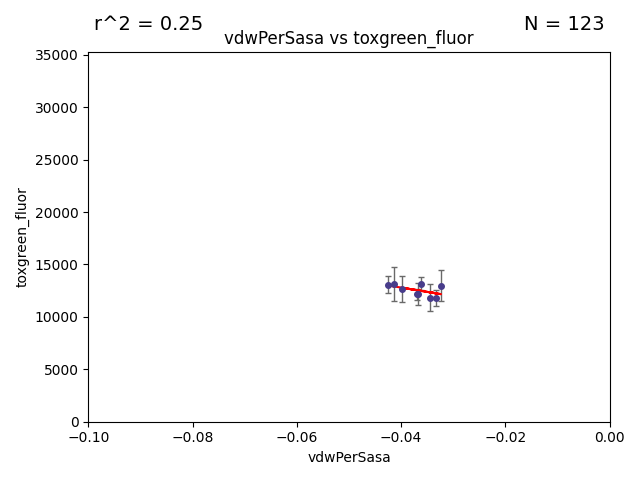 r^2 = 0.25
N = 123
vdwPerSasa vs toxgreen_fluor
35000
30000
25000
20000
15000
10000
5000
0
toxgreen_fluor
−0.10
−0.08
−0.06
−0.04
−0.02
0.00
vdwPerSasa